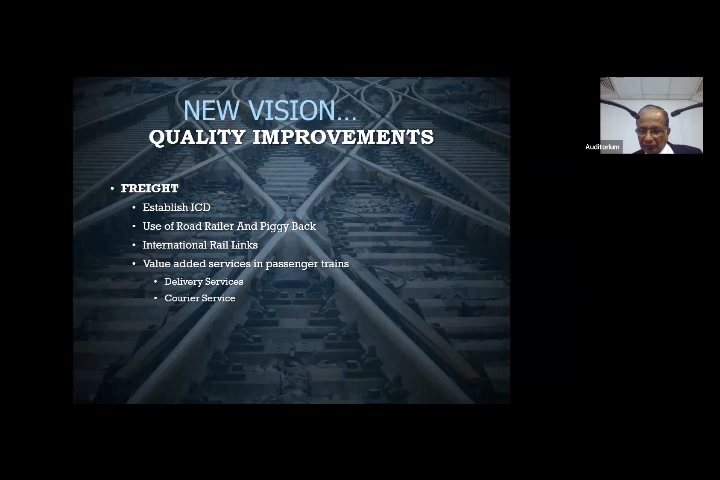 NEW VISION...
QUALITY IMPROVEMENTS
• FREIGHT
• Establish ICD
• Use of Road Railer And Piggy Back
• International Rail Links
• Value added services in passenger trains
• Delivery Services
• Courier Service
Auditorium